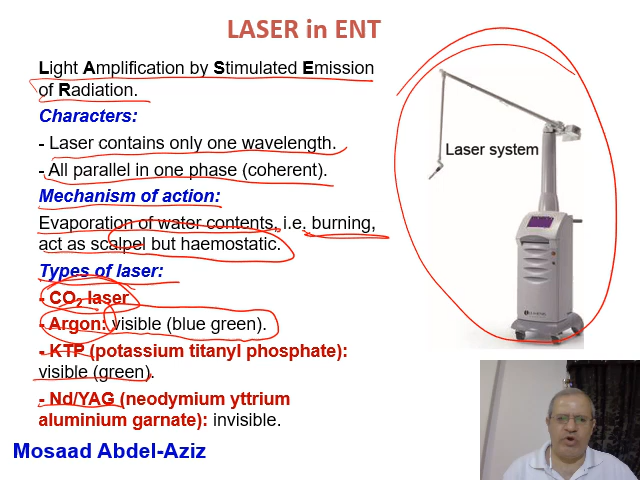 LASER in ENT
Light Amplification by Stimulated Emission
of Radiation.
Characters:
- Laser contains only one wavelength.
- All parallel in one phase (coherent).
Mechanism of action:
Evaporation of water contents, i.e. burning,
act as scalpel but haemostatic.
Types of laser:
- CO2 laser
- Argon: visible (blue green).
- KTP (potassium titanyl phosphate):
visible (green).
- Nd/YAG (neodymium yttrium
aluminium garnate): invisible.
Mosaad Abdel-Aziz
Laser system